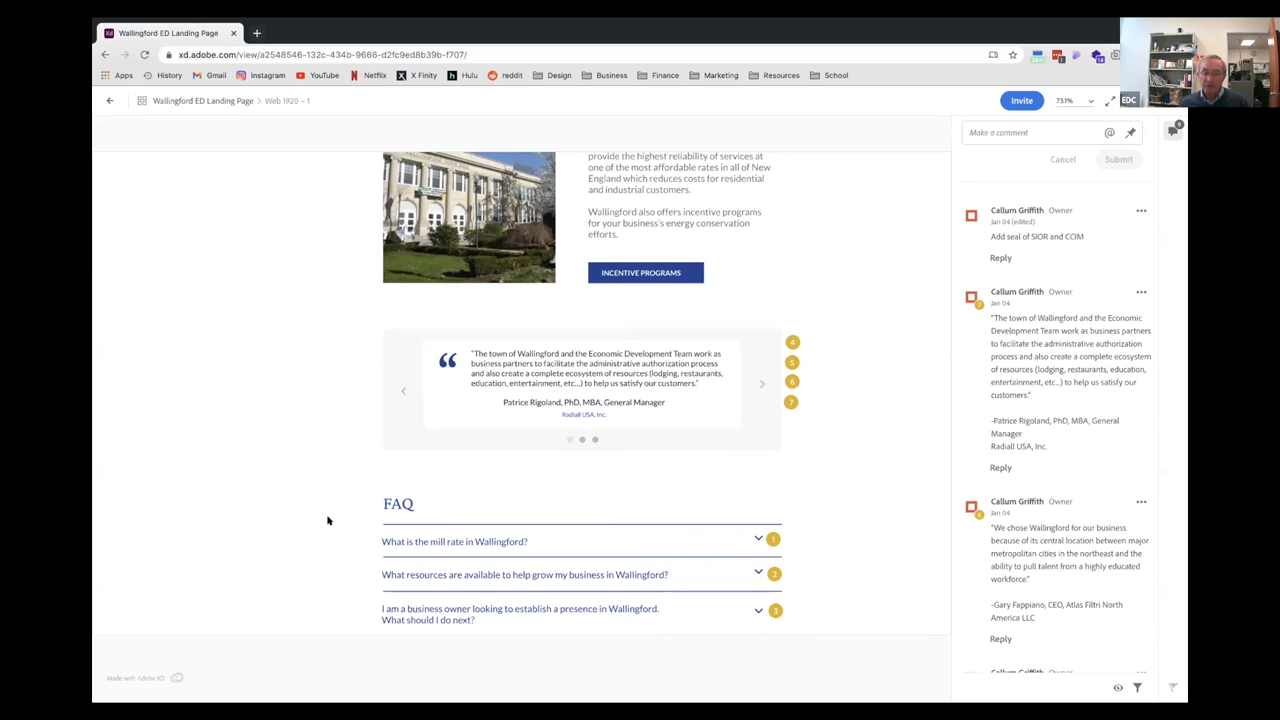 Wallingford ED Landing Page
xd.adobe.com/view/a2548546-132c-434b-9666-d2fc9ed8b39b-f707/
Apps
History
Gmail
Instagram
YouTube
Netflix
X Finity
Hulu
reddit
Design
Business
Finance
Marketing
Resources
School
EDC
Wallingford ED Landing Page > Web 1920 – 1
Invite
73.1%
9
provide the highest reliability of services at
one of the most affordable rates in all of New
England which reduces costs for residential
and industrial customers.
Wallingford also offers incentive programs
for your business's energy conservation
efforts.
INCENTIVE PROGRAMS
"The town of Wallingford and the Economic Development Team work as
business partners to facilitate the administrative authorization process
and also create a complete ecosystem of resources (lodging, restaurants,
education, entertainment, etc...) to help us satisfy our customers."
Patrice Rigoland, PhD, MBA, General Manager
Radiall USA, Inc.
4
5
6
7
FAQ
What is the mill rate in Wallingford?
1
What resources are available to help grow my business in Wallingford?
2
I am a business owner looking to establish a presence in Wallingford.
What should I do next?
3
Made with Adobe XD
Make a comment
@
Cancel
Submit
Callum Griffith Owner
Jan 04 (edited)
Add seal of SIOR and CCIM
Reply
Callum Griffith Owner
7
Jan 04
"The town of Wallingford and the Economic
Development Team work as business partners
to facilitate the administrative authorization
process and also create a complete ecosystem
of resources (lodging, restaurants, education,
entertainment, etc...) to help us satisfy our
customers."
-Patrice Rigoland, PhD, MBA, General
Manager
Radiall USA, Inc.
Reply
Callum Griffith Owner
6
Jan 04
"We chose Wallingford for our business
because of its central location between major
metropolitan cities in the northeast and the
ability to pull talent from a highly educated
workforce."
-Gary Fappiano, CEO, Atlas Filtri North
America LLC
Reply